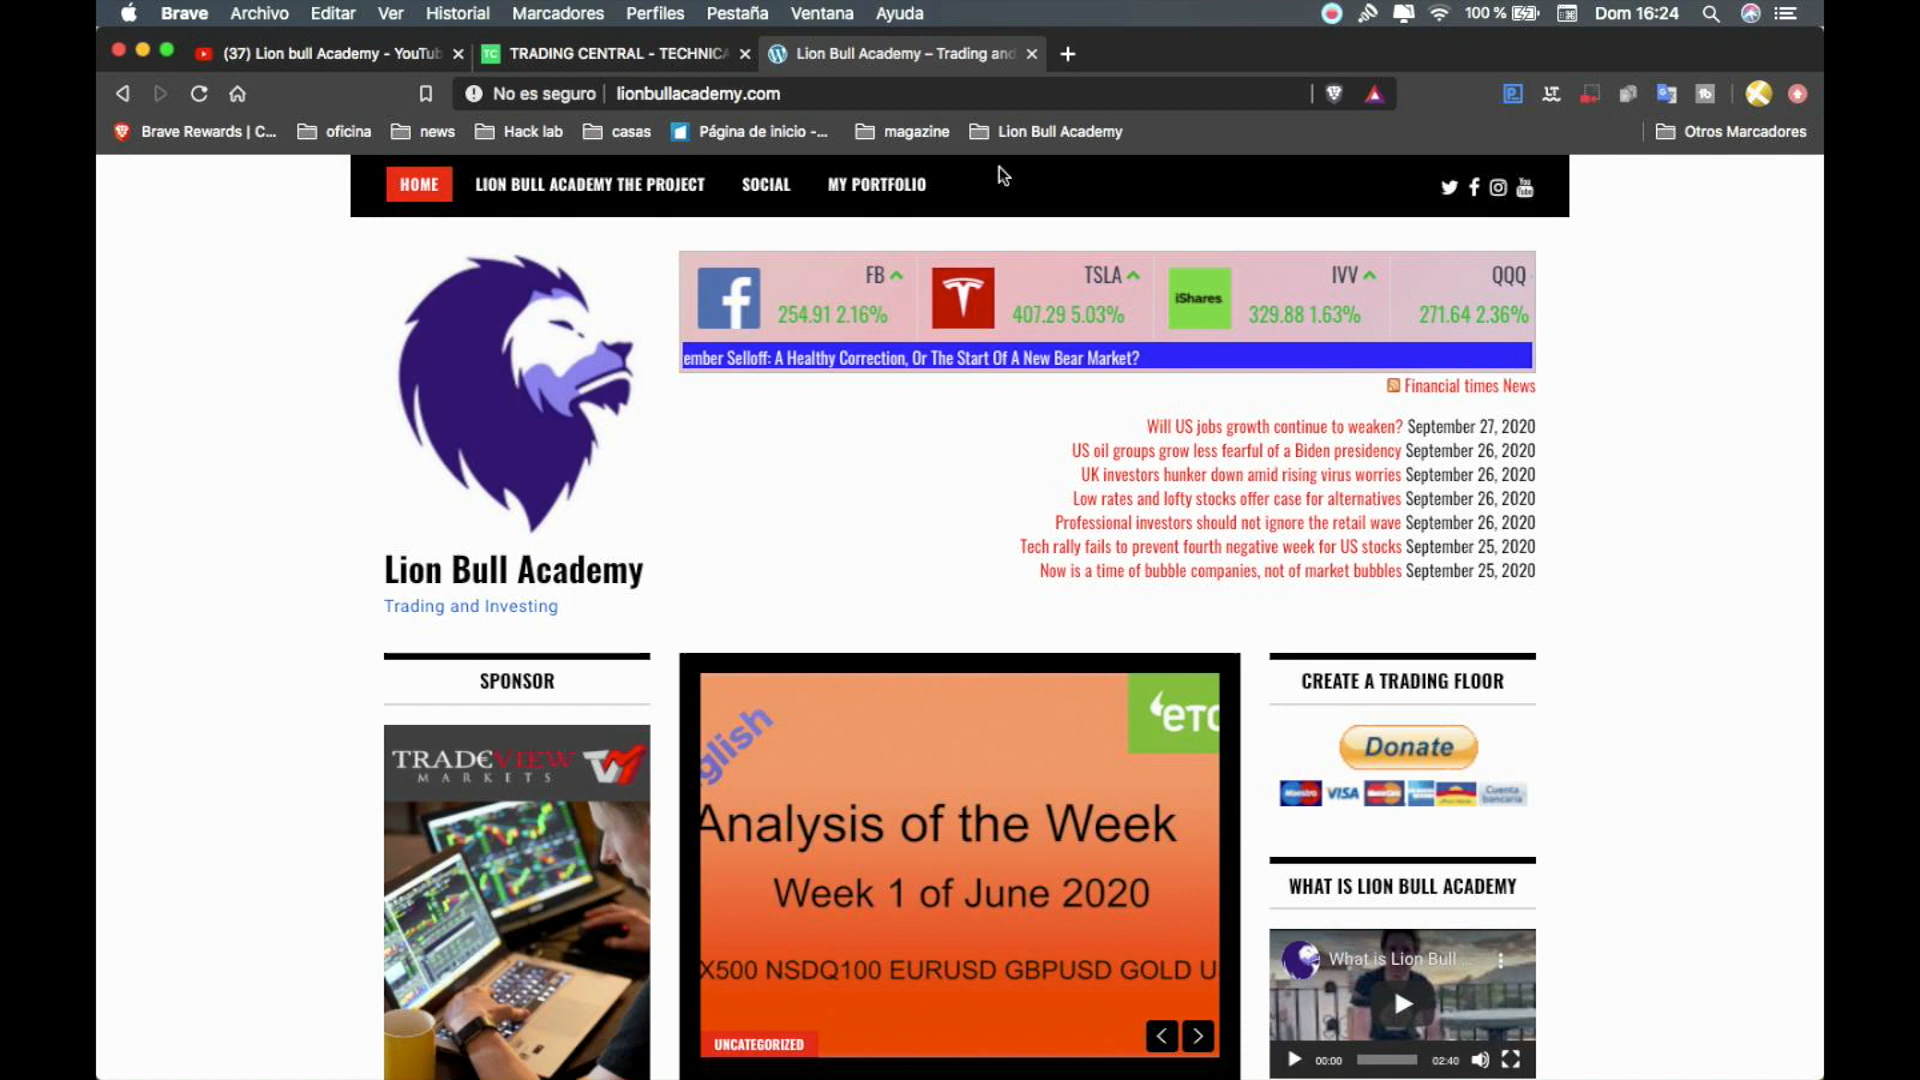 Brave Archivo Editar Ver Historial Marcadores Perfiles Pestaña Ventana Ayuda 100 % Dom 16:24
(37) Lion bull Academy - YouTub TRADING CENTRAL - TECHNICA Lion Bull Academy – Trading and
No es seguro lionbullacademy.com
Brave Rewards | C... oficina news Hack lab casas Página de inicio -... magazine Lion Bull Academy Otros Marcadores
HOME LION BULL ACADEMY THE PROJECT SOCIAL MY PORTFOLIO
FB TSLA IVV QQQ
iShares
254.91 2.16% 407.29 5.03% 329.88 1.63% 271.64 2.36%
ember Selloff: A Healthy Correction, Or The Start Of A New Bear Market?
Financial times News
Will US jobs growth continue to weaken? September 27, 2020
US oil groups grow less fearful of a Biden presidency September 26, 2020
UK investors hunker down amid rising virus worries September 26, 2020
Low rates and lofty stocks offer case for alternatives September 26, 2020
Professional investors should not ignore the retail wave September 26, 2020
Tech rally fails to prevent fourth negative week for US stocks September 25, 2020
Now is a time of bubble companies, not of market bubbles September 25, 2020
Lion Bull Academy
Trading and Investing
SPONSOR
TRAD€VIEW
MARKETS
glish
eTO
Analysis of the Week
Week 1 of June 2020
X500 NSDQ100 EURUSD GBPUSD GOLD U
UNCATEGORIZED
CREATE A TRADING FLOOR
Donate
Maestro VISA MasterCard Cuenta bancaria
WHAT IS LION BULL ACADEMY
What is Lion Bull ...
00:00 02:40